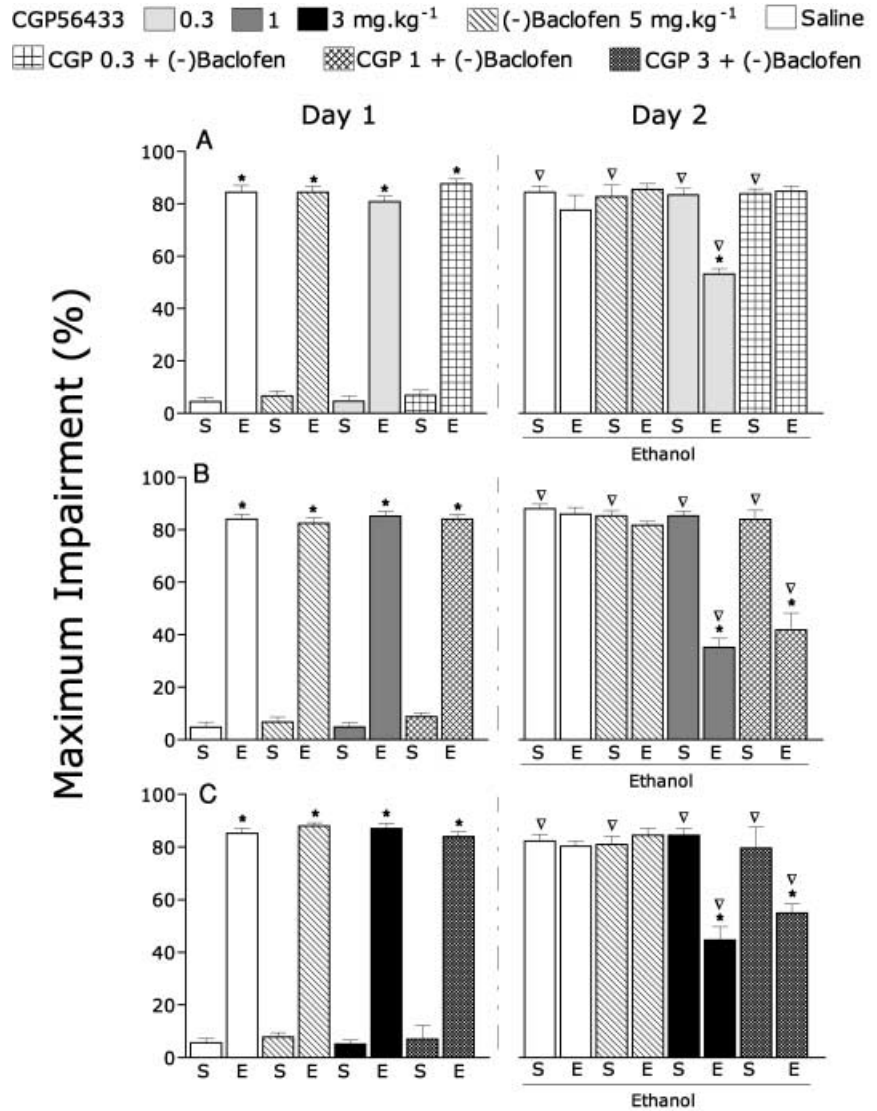 CGP56433 0.3 1 3 mg.kg⁻¹ (-)Baclofen 5 mg.kg⁻¹ Saline
CGP 0.3 + (-)Baclofen CGP 1 + (-)Baclofen CGP 3 + (-)Baclofen
Day 1 Day 2
Maximum Impairment (%)
A
100
80
60
40
20
0
* * * *
∇ ∇ ∇ ∇ * ∇
S E S E S E S E S E S E S E S E
Ethanol
B
100
80
60
40
20
0
* * * *
∇ ∇ ∇ ∇ * ∇ ∇ *
S E S E S E S E S E S E S E S E
Ethanol
C
100
80
60
40
20
0
* * * *
∇ ∇ ∇ ∇ * ∇ ∇ *
S E S E S E S E S E S E S E S E
Ethanol